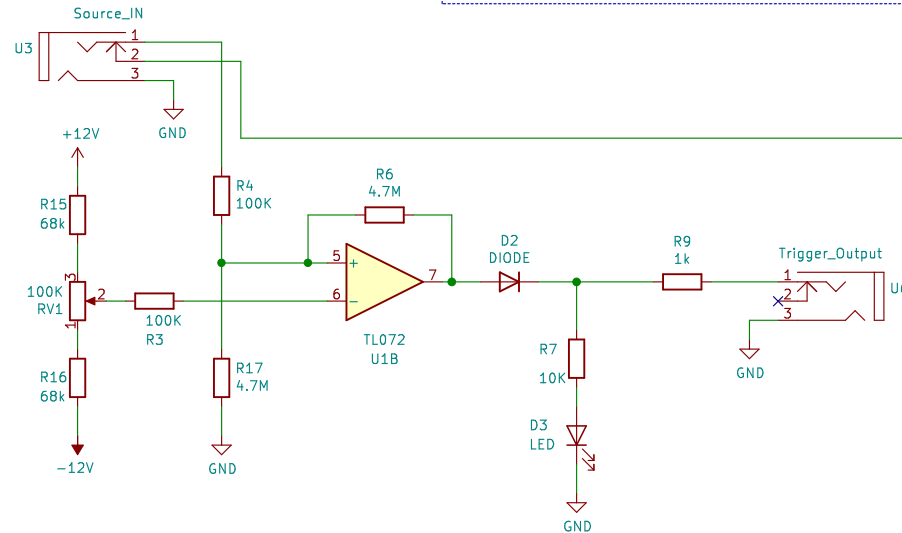 Source_IN
U3
1
2
3
GND
+12V
R15
68k
3
100K
RV1
2
1
R16
68k
-12V
100K
R3
R4
100K
R17
4.7M
GND
R6
4.7M
5
+
6
-
7
TL072
U1B
D2
DIODE
R7
10K
D3
LED
GND
R9
1k
Trigger_Output
1
2
3
GND